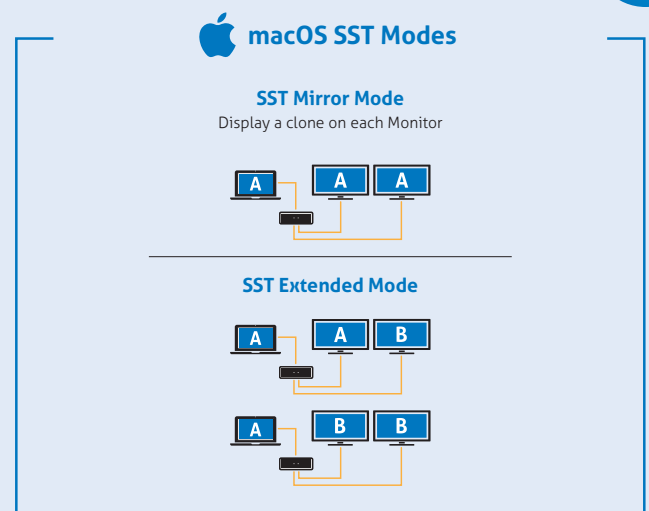 macOS SST Modes
SST Mirror Mode
Display a clone on each Monitor
A A A
SST Extended Mode
A A B
A B B